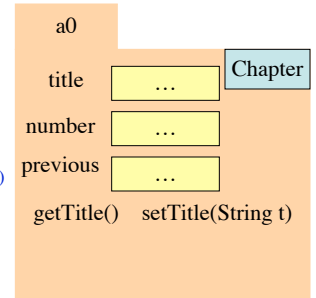 a0
Chapter
title …
number …
previous …
)
getTitle() setTitle(String t)